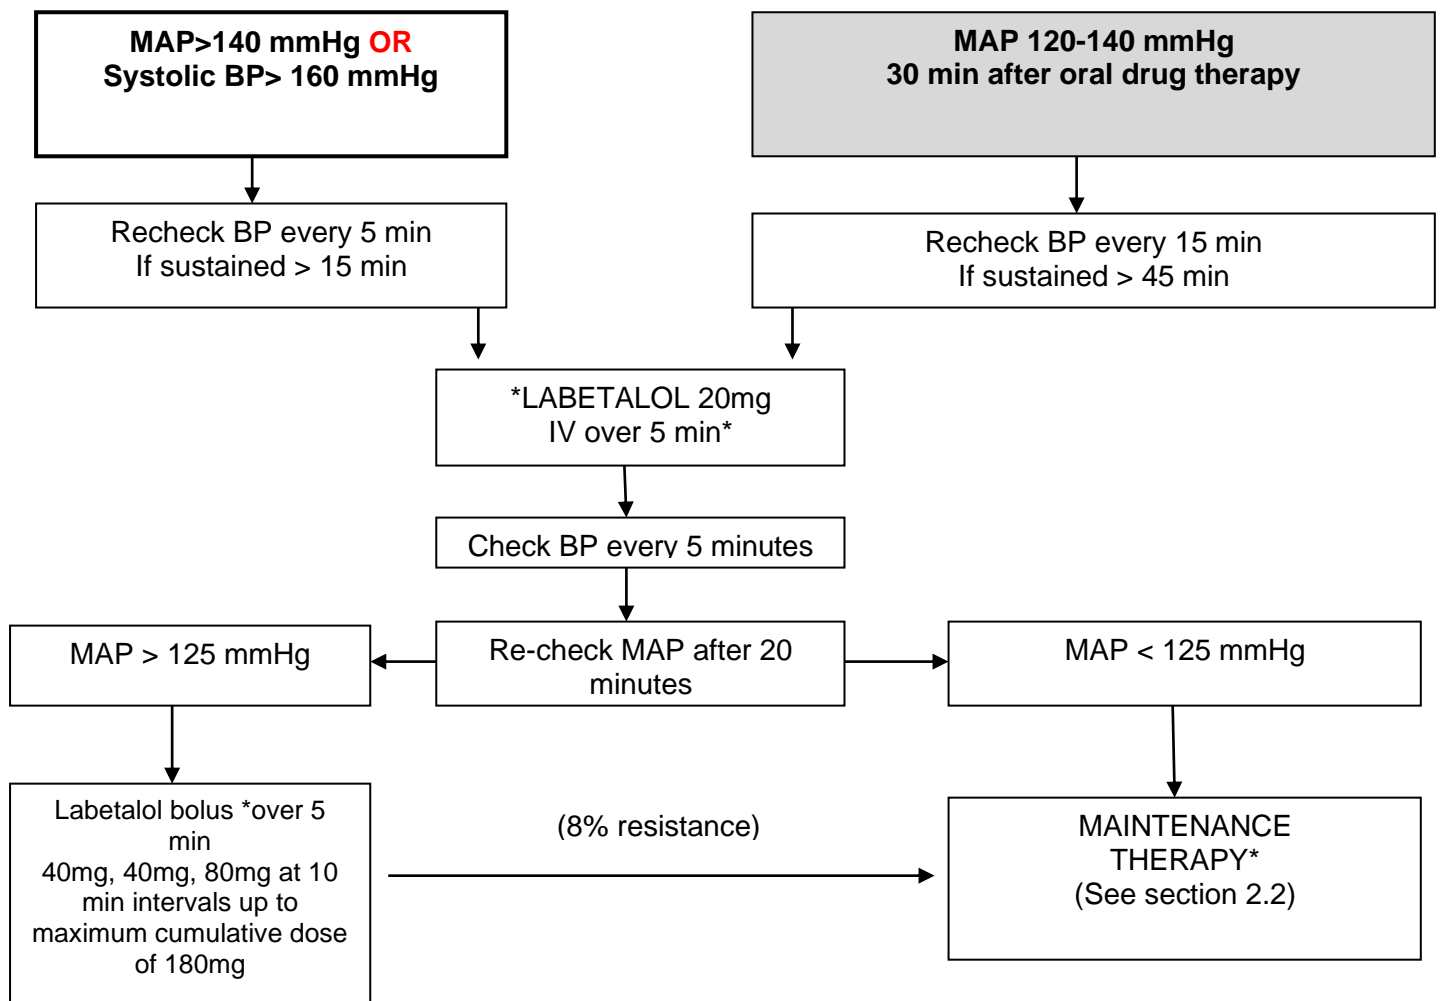 MAP>140 mmHg OR
Systolic BP> 160 mmHg
MAP 120-140 mmHg
30 min after oral drug therapy
Recheck BP every 5 min
If sustained > 15 min
Recheck BP every 15 min
If sustained > 45 min
*LABETALOL 20mg
IV over 5 min*
Check BP every 5 minutes
MAP > 125 mmHg
Re-check MAP after 20
minutes
MAP < 125 mmHg
Labetalol bolus *over 5
min
40mg, 40mg, 80mg at 10
min intervals up to
maximum cumulative dose
of 180mg
(8% resistance)
MAINTENANCE
THERAPY*
(See section 2.2)